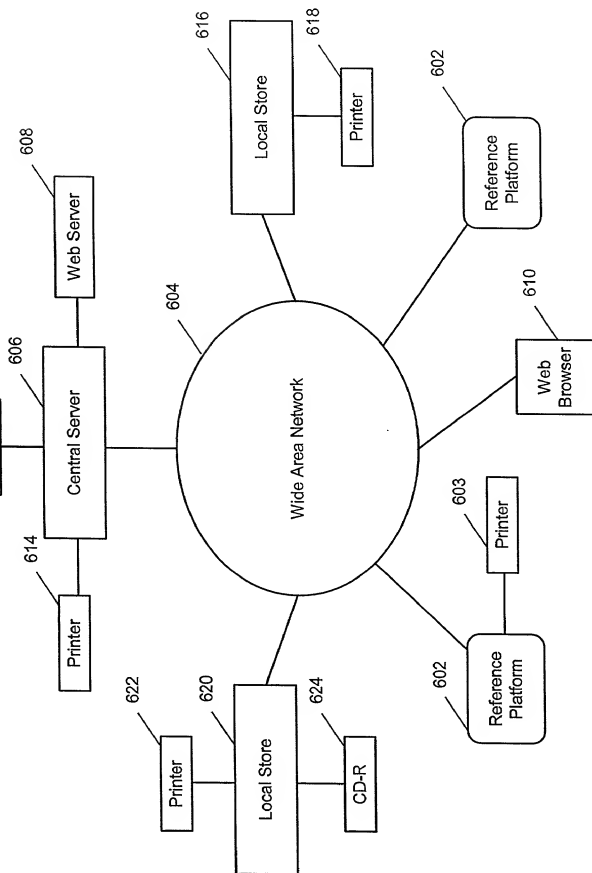 614
606
608
Printer
Central Server
Web Server
622
604
616
Printer
620
Local Store
Wide Area Network
Local Store
624
618
CD-R
Printer
602
603
602
Reference
Platform
Printer
Reference
Platform
610
Web
Browser